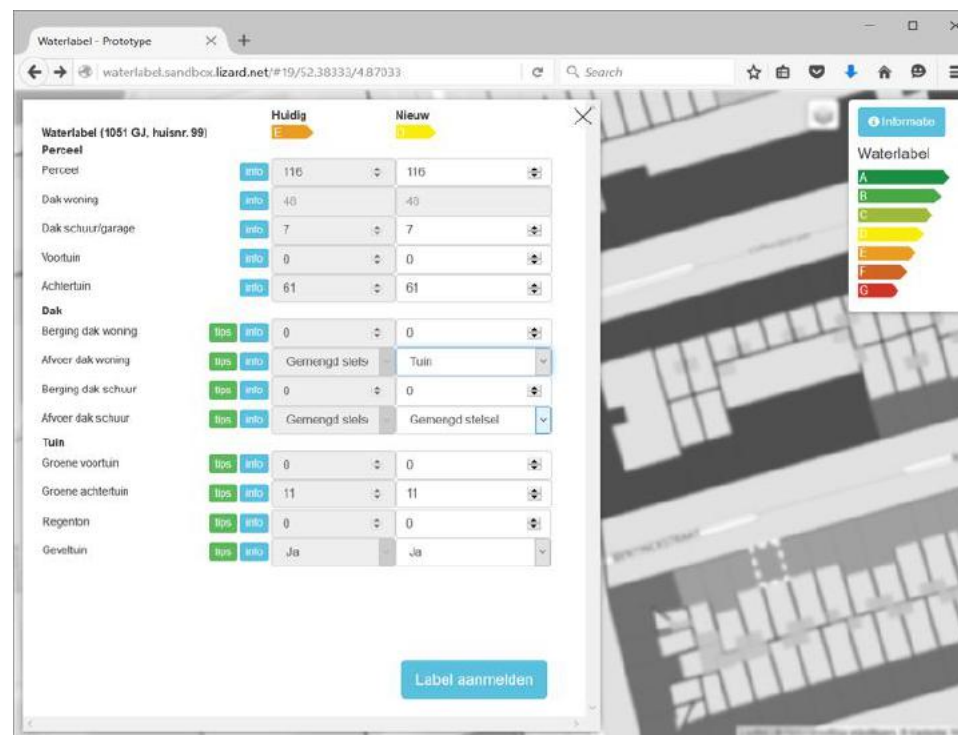 Waterlabel - Prototype
waterlabel.sandbox.lizard.net/#19/52.38333/4.87033
Search
Huidig Nieuw
Waterlabel (1051 GJ, huisnr. 99) E D
Perceel
Perceel info 116 116
Dak woning info 48 48
Dak schuur/garage info 7 7
Voortuin info 0 0
Achtertuin info 61 61
Dak
Berging dak woning tips info 0 0
Afvoer dak woning tips info Gemengd stelse Tuin
Berging dak schuur tips info 0 0
Afvoer dak schuur tips info Gemengd stelse Gemengd stelsel
Tuin
Groene voortuin tips info 0 0
Groene achtertuin tips info 11 11
Regenton tips info 0 0
Geveltuin tips info Ja Ja
Label aanmelden
Informatie
Waterlabel
A
B
C
D
E
F
G